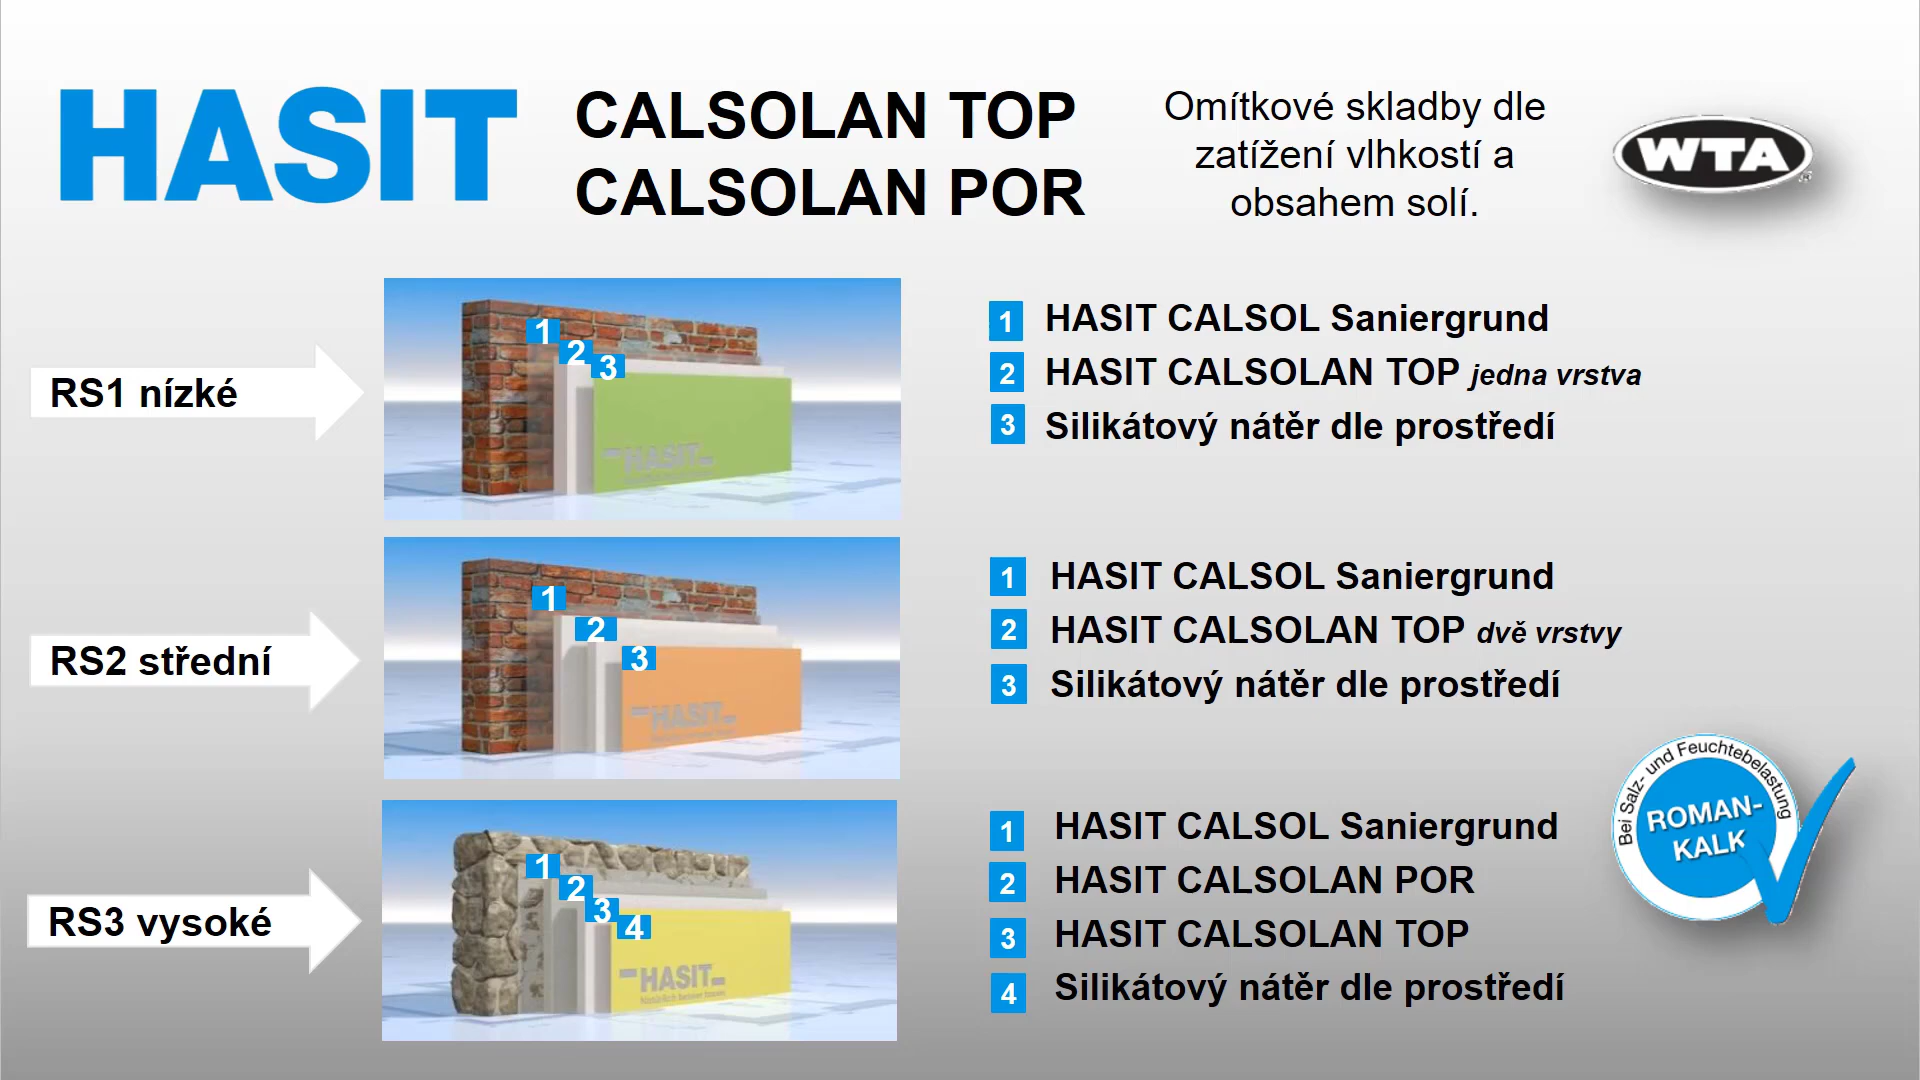 HASIT
CALSOLAN TOP
CALSOLAN POR
Omítkové skladby dle
zatížení vlhkostí a
obsahem solí.
WTA
RS1 nízké
1
2
3
HASIT
1 HASIT CALSOL Saniergrund
2 HASIT CALSOLAN TOP jedna vrstva
3 Silikátový nátěr dle prostředí
RS2 střední
1
2
3
HASIT
1 HASIT CALSOL Saniergrund
2 HASIT CALSOLAN TOP dvě vrstvy
3 Silikátový nátěr dle prostředí
RS3 vysoké
1
2
3
4
HASIT
1 HASIT CALSOL Saniergrund
2 HASIT CALSOLAN POR
3 HASIT CALSOLAN TOP
4 Silikátový nátěr dle prostředí
Bei Salz- und Feuchtebelastung
ROMAN-
KALK